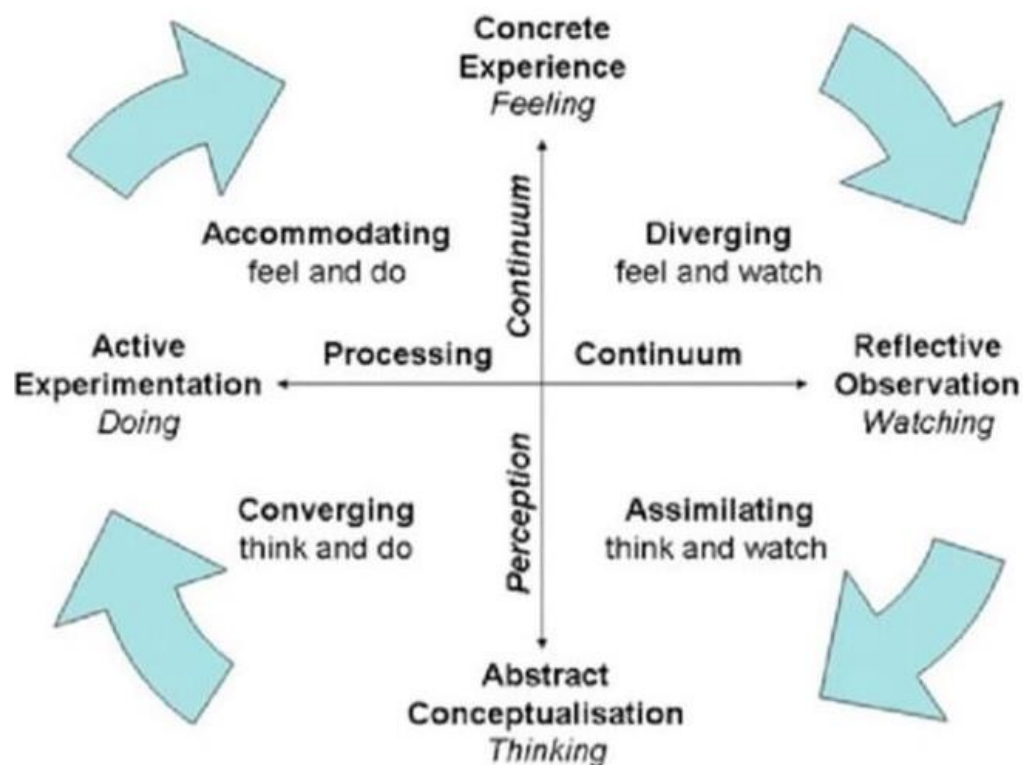 Concrete
Experience
Feeling
Continuum
Accommodating
feel and do
Diverging
feel and watch
Active
Experimentation
Doing
Processing
Continuum
Reflective
Observation
Watching
Perception
Converging
think and do
Assimilating
think and watch
Abstract
Conceptualisation
Thinking